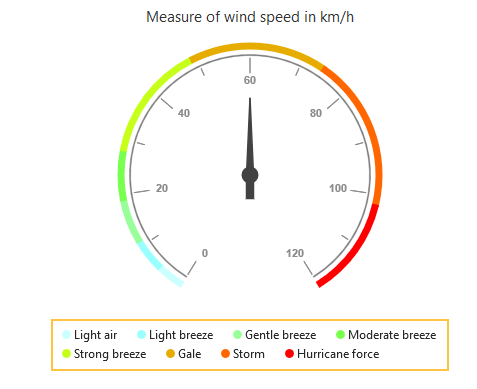 Measure of wind speed in km/h
60
40
80
20
100
0
120
Light air
Light breeze
Gentle breeze
Moderate breeze
Strong breeze
Gale
Storm
Hurricane force